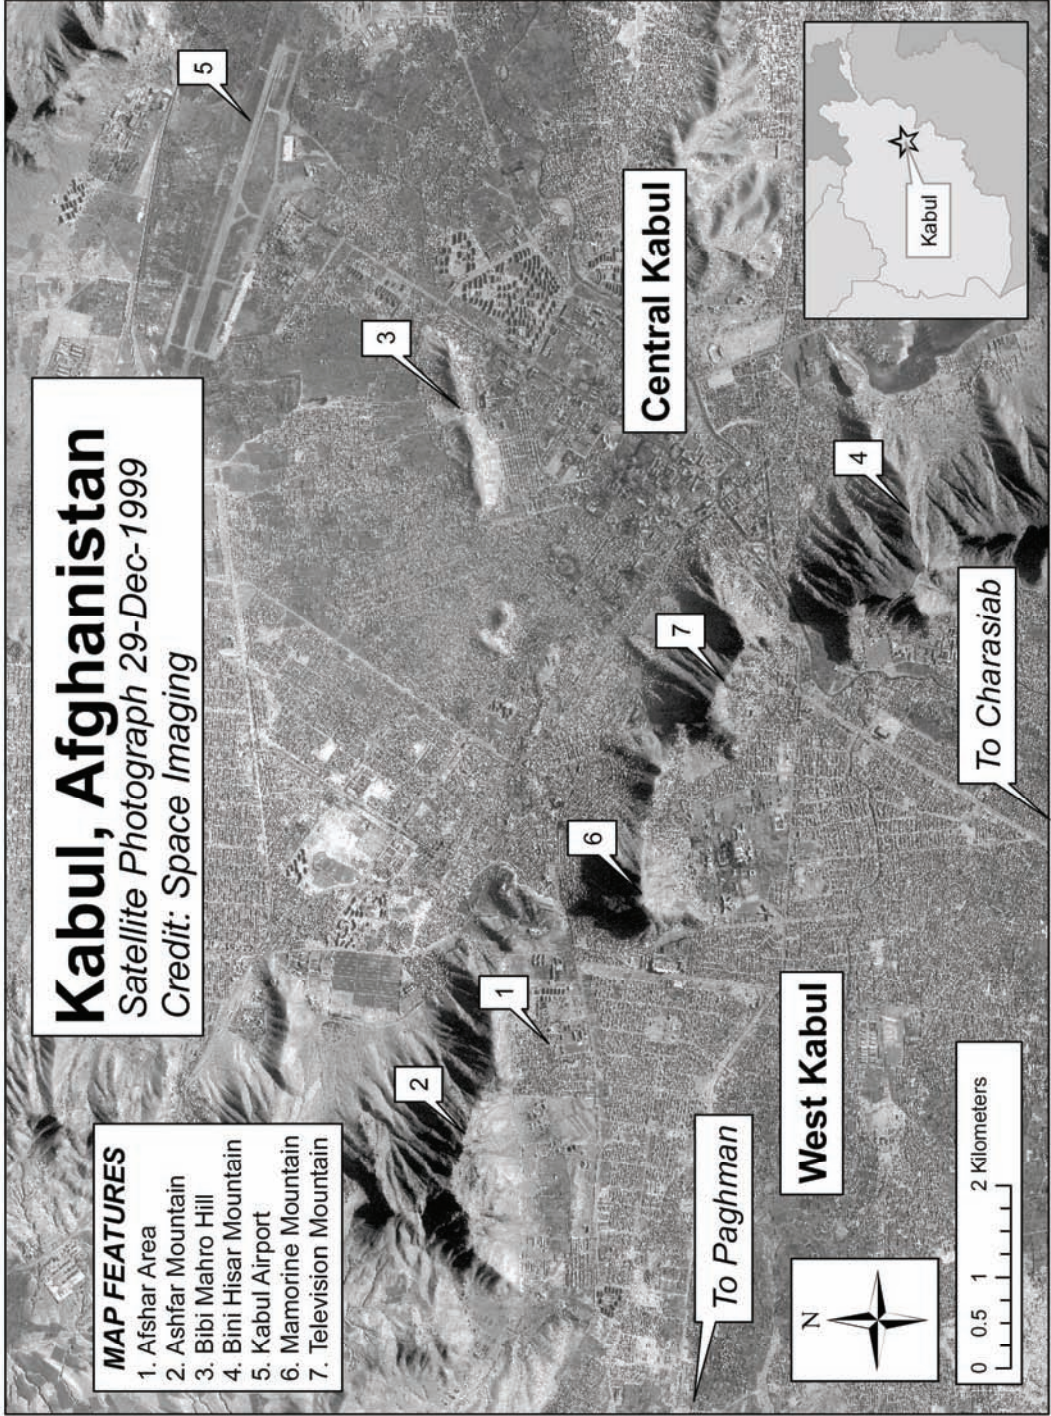 Kabul, Afghanistan
Satellite Photograph 29-Dec-1999
Credit: Space Imaging
MAP FEATURES
1. Afshar Area
2. Ashfar Mountain
3. Bibi Mahro Hill
4. Bini Hisar Mountain
5. Kabul Airport
6. Mamorine Mountain
7. Television Mountain
5
3
2
1
6
7
4
Central Kabul
West Kabul
To Paghman
To Charasiab
Kabul
N
0 0.5 1 2 Kilometers